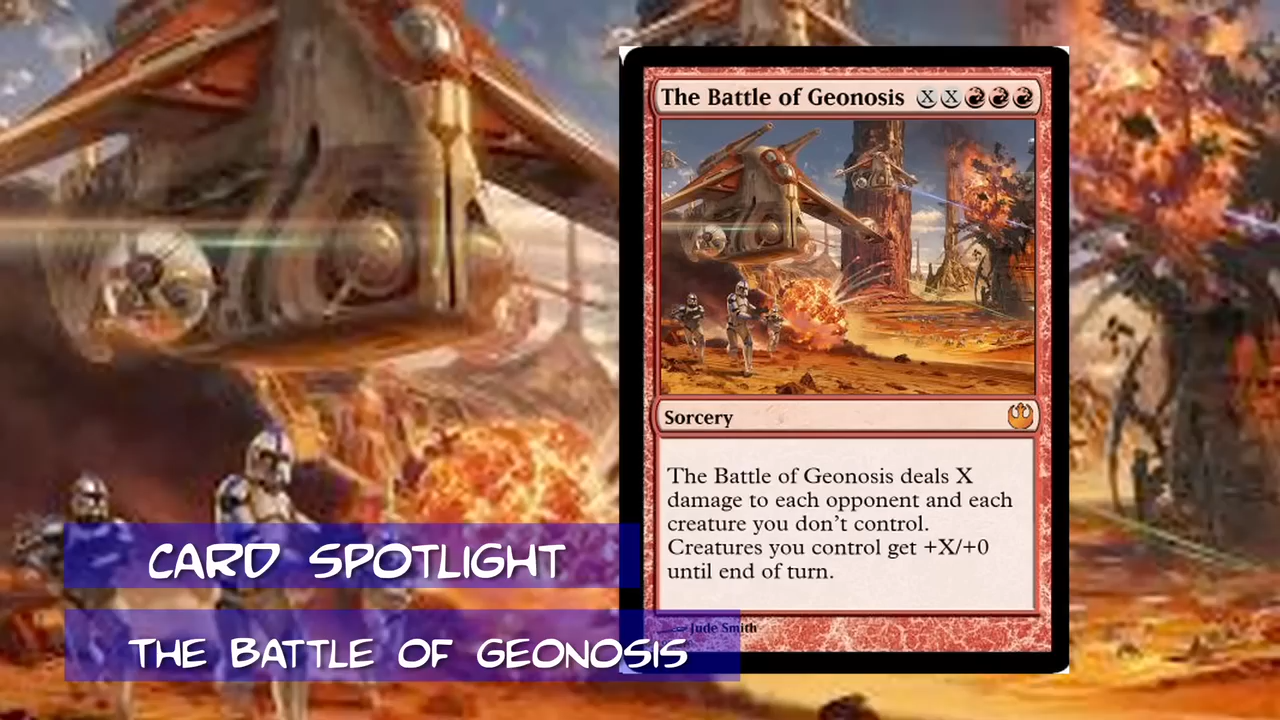 The Battle of Geonosis X X
Sorcery
The Battle of Geonosis deals X
damage to each opponent and each
creature you don't control.
Creatures you control get +X/+0
until end of turn.
Jude Smith
CARD SPOTLIGHT
THE BATTLE OF GEONOSIS